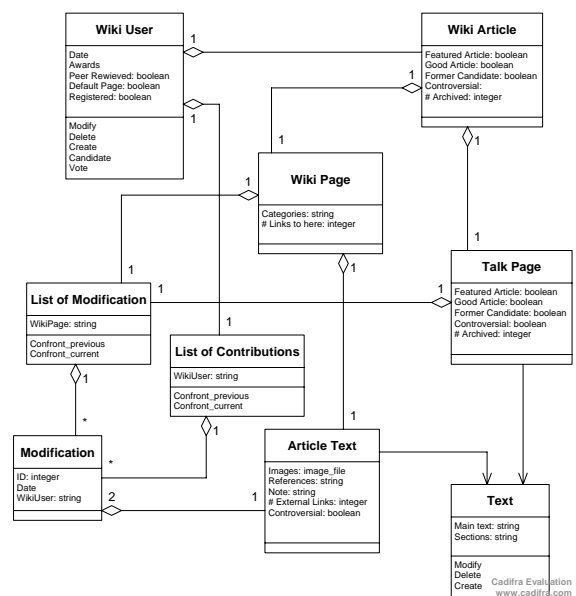 Wiki User
Date
Awards
Peer Rewieved: boolean
Default Page: boolean
Registered: boolean
Modify
Delete
Create
Candidate
Vote
1
1
Wiki Article
Featured Article: boolean
Good Article: boolean
Former Candidate: boolean
Controversial:
# Archived: integer
1
1
1
Wiki Page
Categories: string
# Links to here: integer
1
1
1
1
Talk Page
Featured Article: boolean
Good Article: boolean
Former Candidate: boolean
Controversial: boolean
# Archived: integer
1
1
1
List of Modification
WikiPage: string
Confront_previous
Confront_current
1
1
List of Contributions
WikiUser: string
Confront_previous
Confront_current
1
*
*
Modification
ID: integer
Date
WikiUser: string
2
1
1
Article Text
Images: image_file
References: string
Note: string
# External Links: integer
Controversial: boolean
Text
Main text: string
Sections: string
Modify
Delete
Create
Cadifra Evaluation
www.cadifra.com